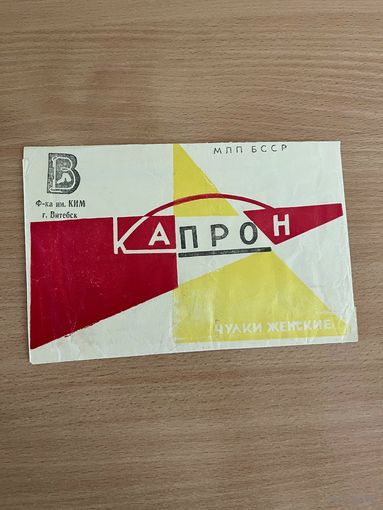 МЛП БССР
В
Ф-ка им. КИМ
г. Витебск
КАПРОН
ЧУЛКИ ЖЕНСКИЕ